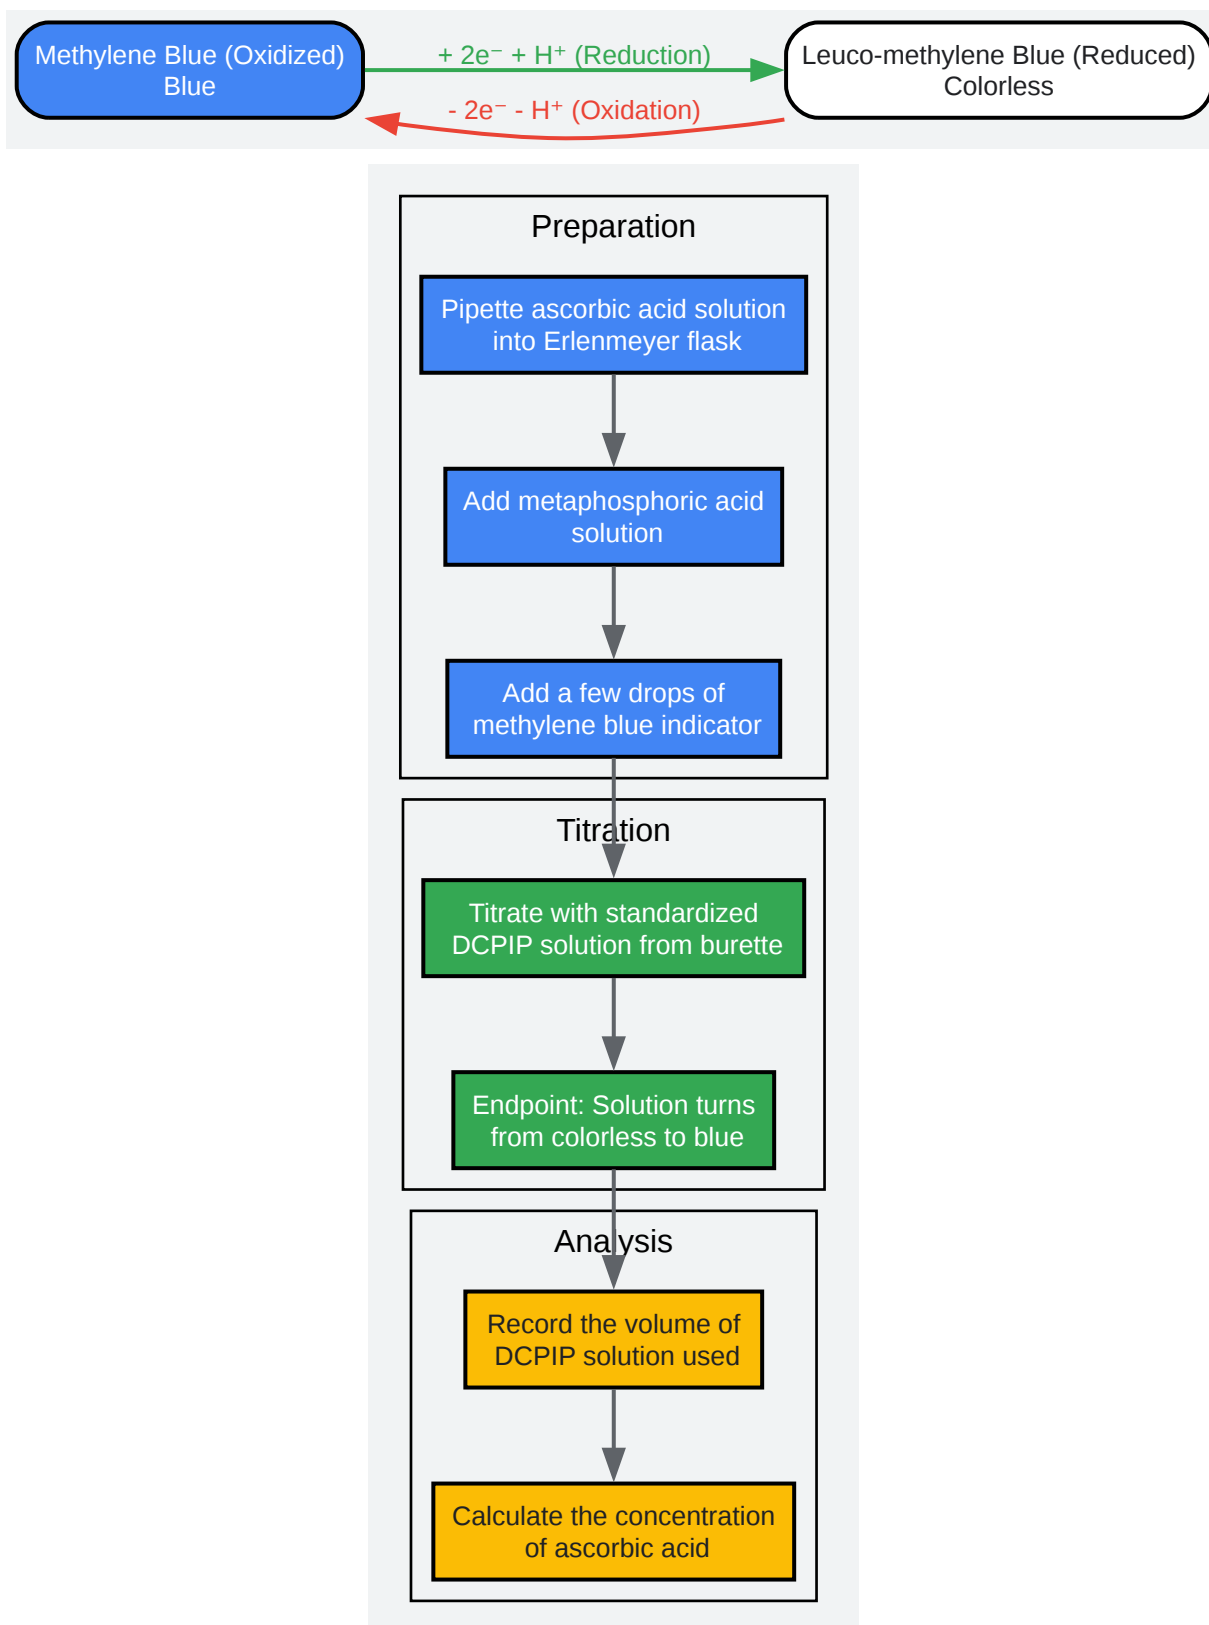 Methylene Blue (Oxidized)
Blue
+ 2e⁻ + H⁺ (Reduction)
- 2e⁻ - H⁺ (Oxidation)
Leuco-methylene Blue (Reduced)
Colorless
Preparation
Pipette ascorbic acid solution
into Erlenmeyer flask
Add metaphosphoric acid
solution
Add a few drops of
methylene blue indicator
Titration
Titrate with standardized
DCPIP solution from burette
Endpoint: Solution turns
from colorless to blue
Analysis
Record the volume of
DCPIP solution used
Calculate the concentration
of ascorbic acid